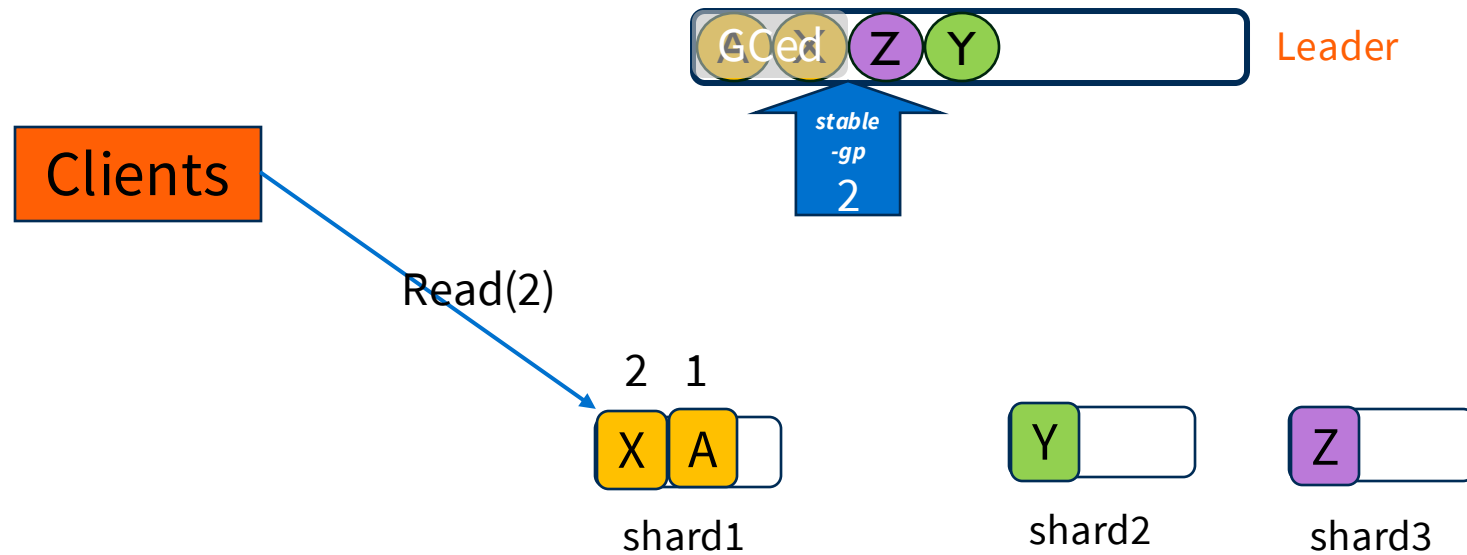 A X Z Y
GCed
Leader
stable
-gp
2
Clients
Read(2)
2 1
X A
Y
Z
shard1
shard2
shard3